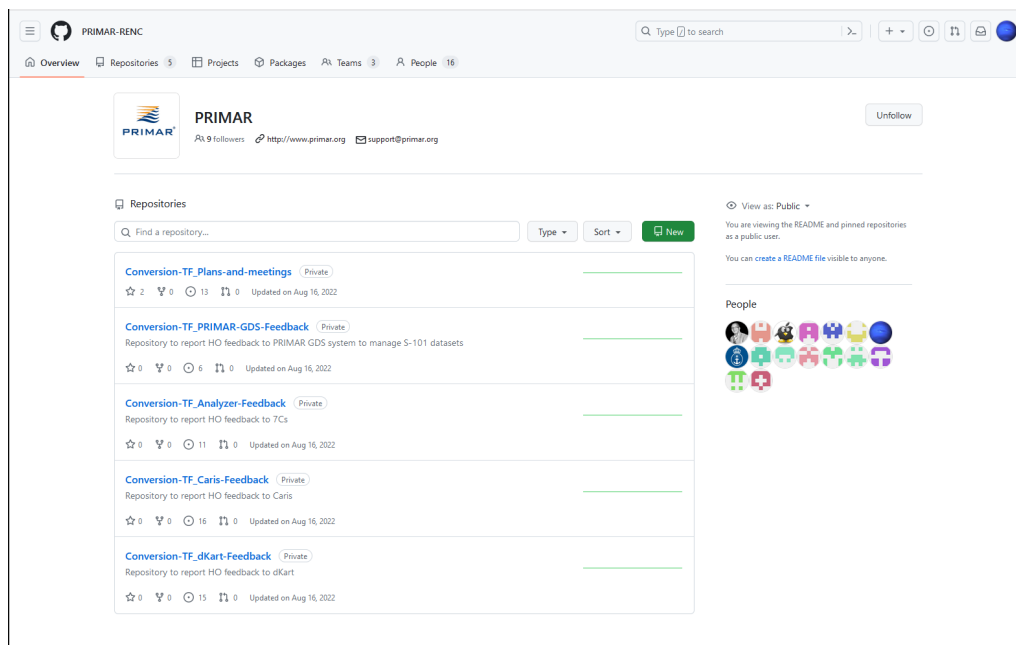 PRIMAR-RENC
Type / to search
Overview Repositories 5 Projects Packages Teams 3 People 16
PRIMAR
PRIMAR
9 followers http://www.primar.org support@primar.org
Unfollow
Repositories
Find a repository...
Type Sort New
Conversion-TF_Plans-and-meetings Private
2 0 13 0 Updated on Aug 16, 2022
Conversion-TF_PRIMAR-GDS-Feedback Private
Repository to report HO feedback to PRIMAR GDS system to manage S-101 datasets
0 0 6 0 Updated on Aug 16, 2022
Conversion-TF_Analyzer-Feedback Private
Repository to report HO feedback to 7Cs
0 0 11 0 Updated on Aug 16, 2022
Conversion-TF_Caris-Feedback Private
Repository to report HO feedback to Caris
0 0 16 0 Updated on Aug 16, 2022
Conversion-TF_dKart-Feedback Private
Repository to report HO feedback to dKart
0 0 15 0 Updated on Aug 16, 2022
View as: Public
You are viewing the README and pinned repositories
as a public user.
You can create a README file visible to anyone.
People